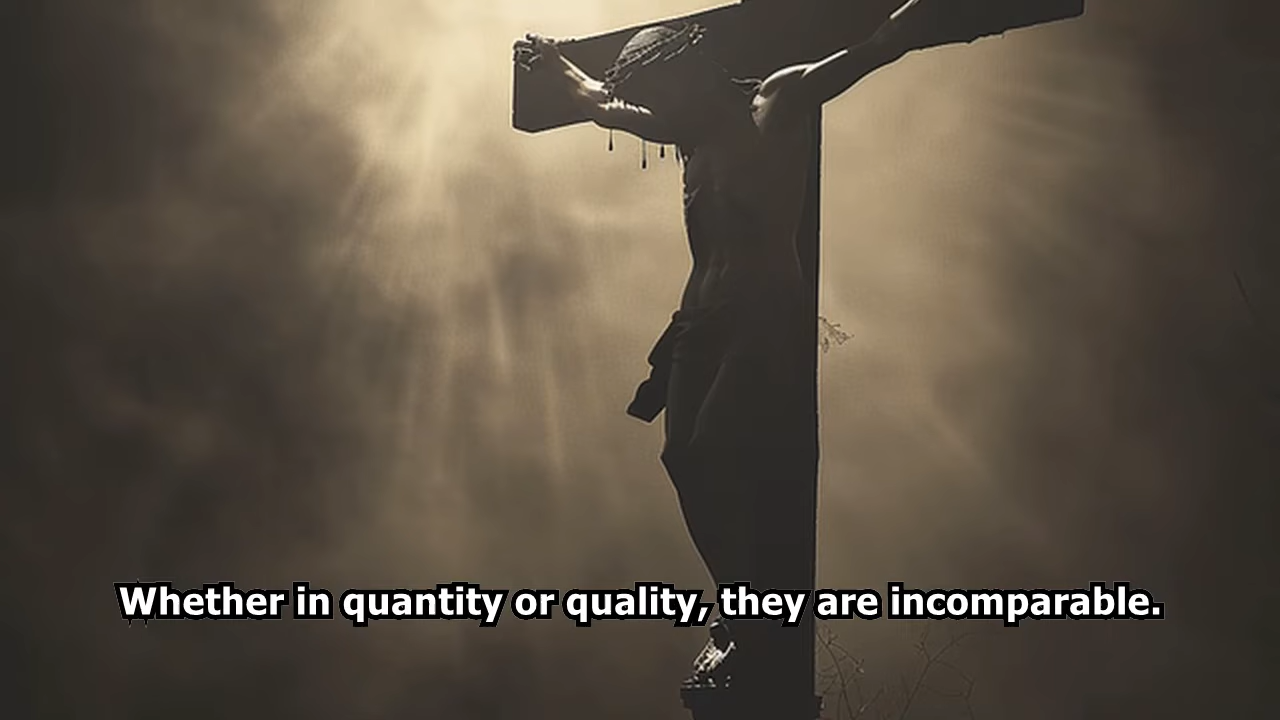 Whether in quantity or quality, they are incomparable.